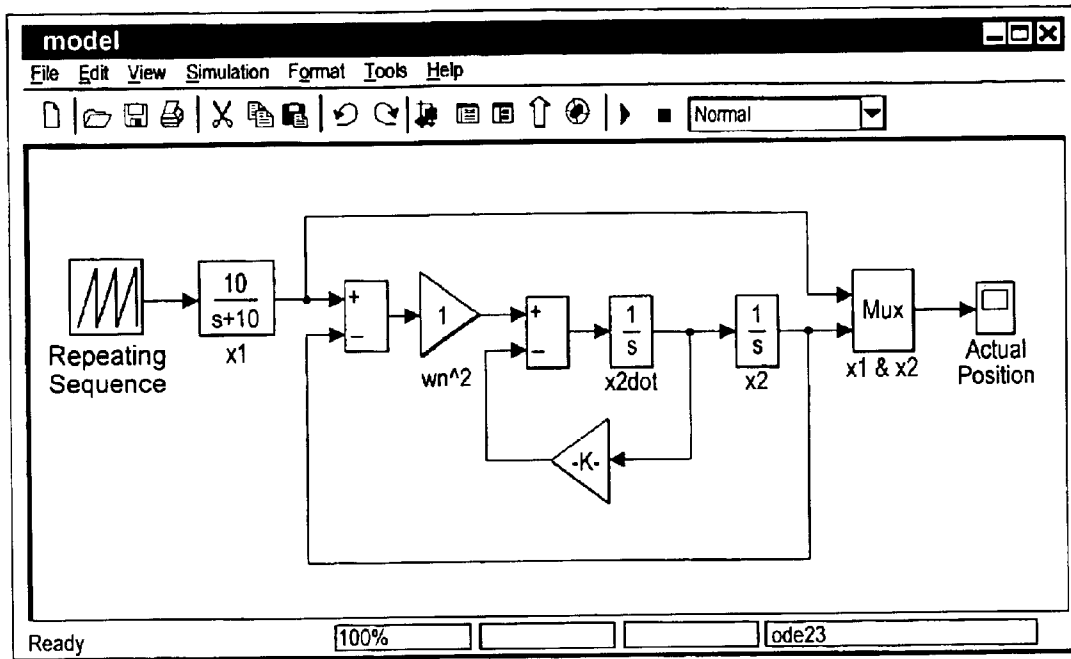 model
File Edit View Simulation Format Tools Help
Normal
10
s+10
x1
Repeating
Sequence
+
−
1
wn^2
+
−
1
s
x2dot
1
s
x2
-K-
Mux
x1 & x2
Actual
Position
Ready
100%
ode23